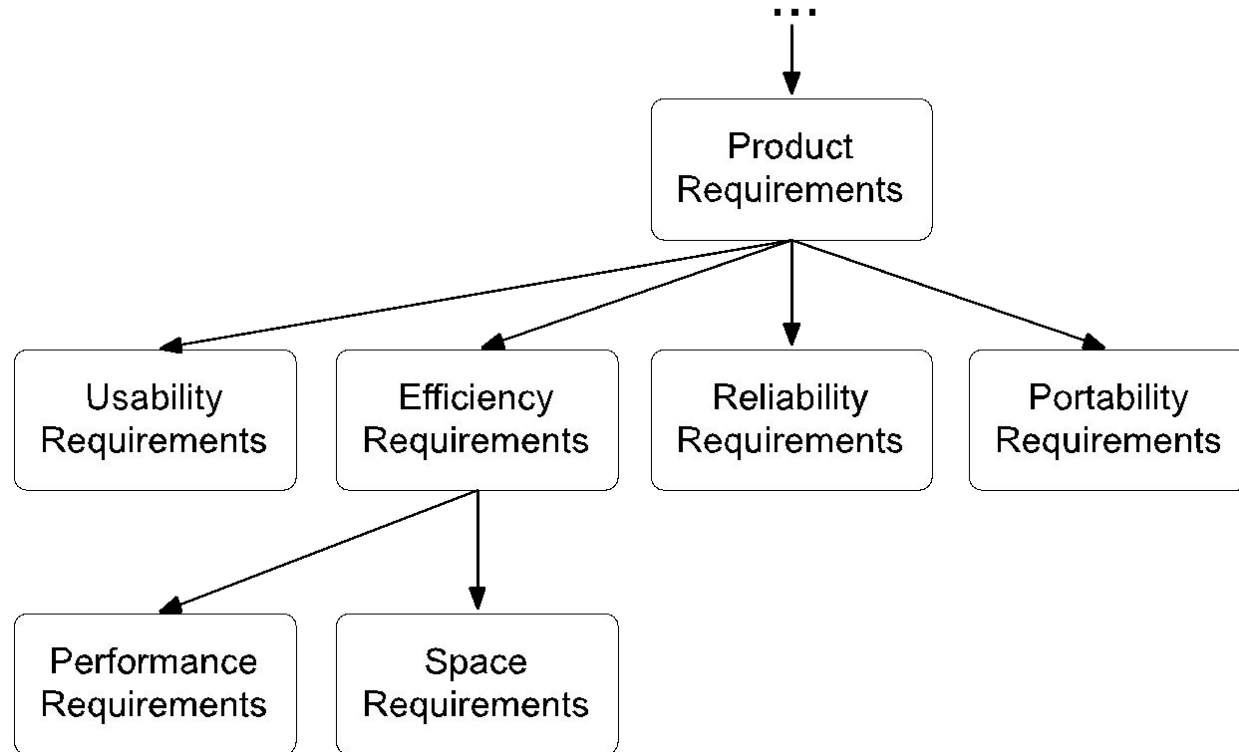 ...
Product
Requirements
Usability
Requirements
Efficiency
Requirements
Reliability
Requirements
Portability
Requirements
Performance
Requirements
Space
Requirements